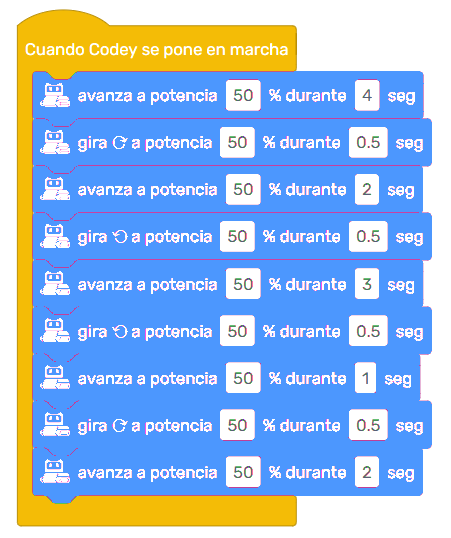 Cuando Codey se pone en marcha
avanza a potencia 50 % durante 4 seg
gira ↻ a potencia 50 % durante 0.5 seg
avanza a potencia 50 % durante 2 seg
gira ↺ a potencia 50 % durante 0.5 seg
avanza a potencia 50 % durante 3 seg
gira ↺ a potencia 50 % durante 0.5 seg
avanza a potencia 50 % durante 1 seg
gira ↻ a potencia 50 % durante 0.5 seg
avanza a potencia 50 % durante 2 seg